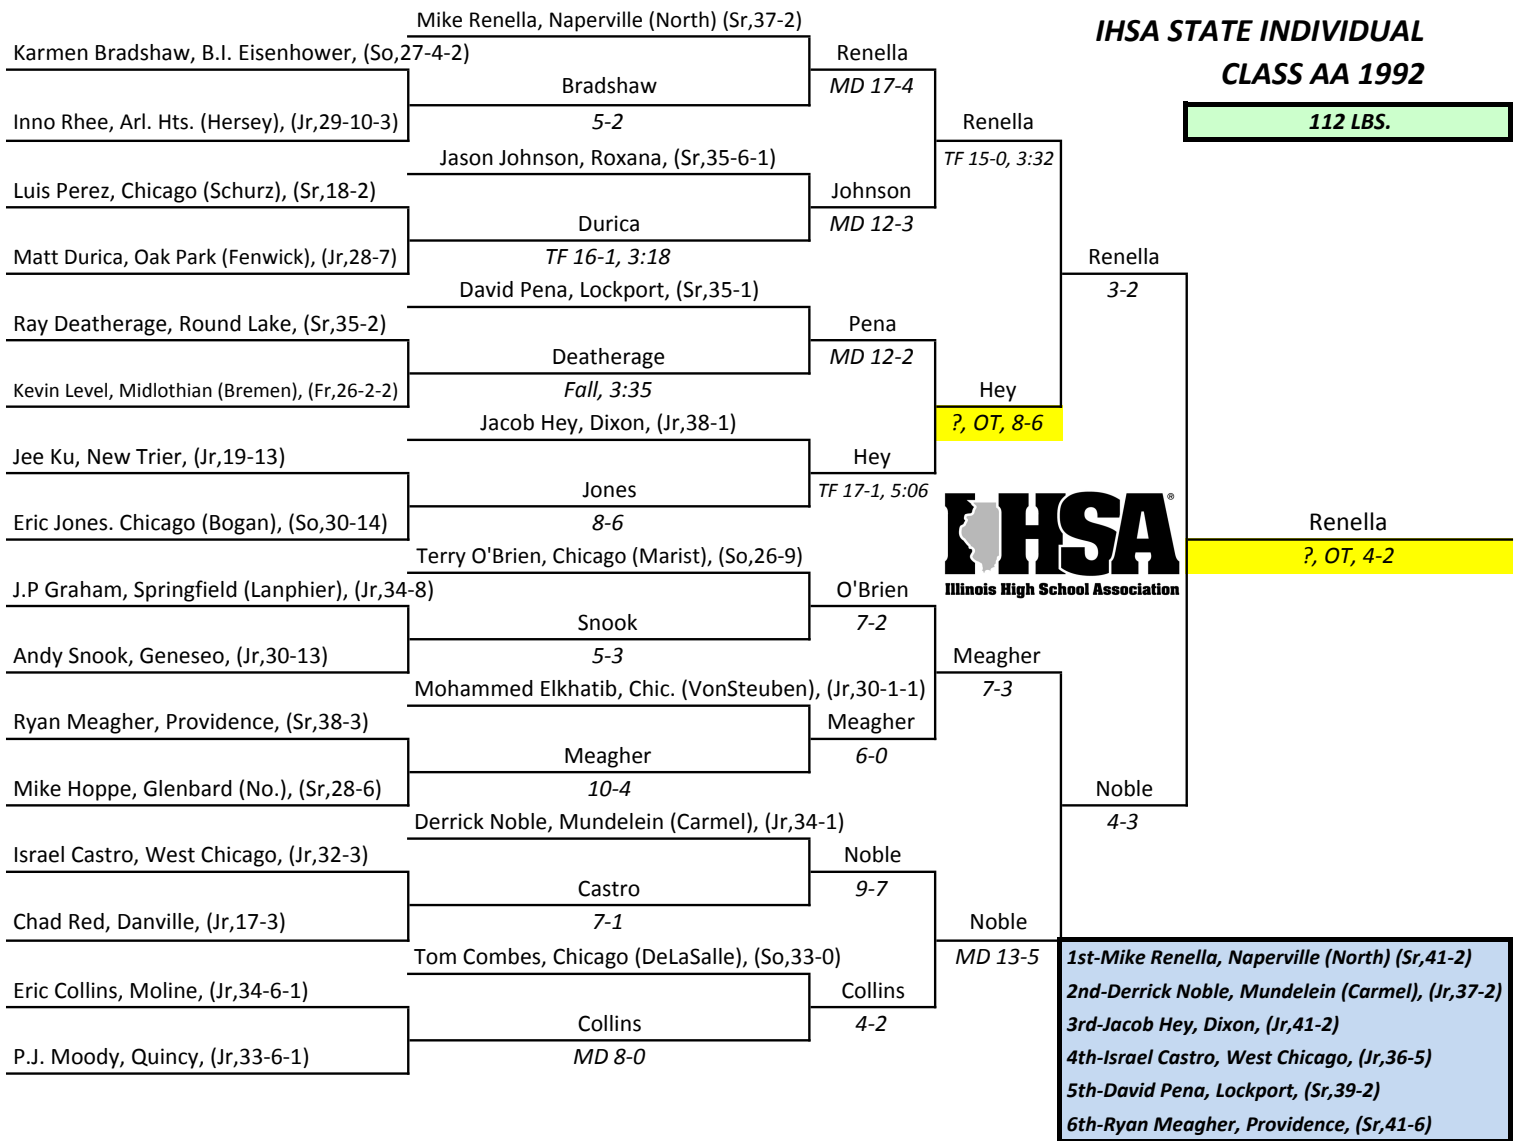 Mike Renella, Naperville (North) (Sr,37-2)
IHSA STATE INDIVIDUAL
CLASS AA 1992
112 LBS.
Karmen Bradshaw, B.I. Eisenhower, (So,27-4-2)
Renella
Bradshaw
MD 17-4
Inno Rhee, Arl. Hts. (Hersey), (Jr,29-10-3)
5-2
Renella
Jason Johnson, Roxana, (Sr,35-6-1)
TF 15-0, 3:32
Luis Perez, Chicago (Schurz), (Sr,18-2)
Johnson
Durica
MD 12-3
Matt Durica, Oak Park (Fenwick), (Jr,28-7)
TF 16-1, 3:18
Renella
David Pena, Lockport, (Sr,35-1)
3-2
Ray Deatherage, Round Lake, (Sr,35-2)
Pena
Deatherage
MD 12-2
Kevin Level, Midlothian (Bremen), (Fr,26-2-2)
Fall, 3:35
Hey
Jacob Hey, Dixon, (Jr,38-1)
?, OT, 8-6
Jee Ku, New Trier, (Jr,19-13)
Hey
Jones
TF 17-1, 5:06
Eric Jones. Chicago (Bogan), (So,30-14)
8-6
IHSA
®
Illinois High School Association
Renella
?, OT, 4-2
Terry O'Brien, Chicago (Marist), (So,26-9)
J.P Graham, Springfield (Lanphier), (Jr,34-8)
O'Brien
Snook
7-2
Andy Snook, Geneseo, (Jr,30-13)
5-3
Meagher
Mohammed Elkhatib, Chic. (VonSteuben), (Jr,30-1-1)
7-3
Ryan Meagher, Providence, (Sr,38-3)
Meagher
Meagher
6-0
Mike Hoppe, Glenbard (No.), (Sr,28-6)
10-4
Noble
Derrick Noble, Mundelein (Carmel), (Jr,34-1)
4-3
Israel Castro, West Chicago, (Jr,32-3)
Noble
Castro
9-7
Chad Red, Danville, (Jr,17-3)
7-1
Noble
Tom Combes, Chicago (DeLaSalle), (So,33-0)
MD 13-5
Eric Collins, Moline, (Jr,34-6-1)
Collins
Collins
4-2
P.J. Moody, Quincy, (Jr,33-6-1)
MD 8-0
1st-Mike Renella, Naperville (North) (Sr,41-2)
2nd-Derrick Noble, Mundelein (Carmel), (Jr,37-2)
3rd-Jacob Hey, Dixon, (Jr,41-2)
4th-Israel Castro, West Chicago, (Jr,36-5)
5th-David Pena, Lockport, (Sr,39-2)
6th-Ryan Meagher, Providence, (Sr,41-6)